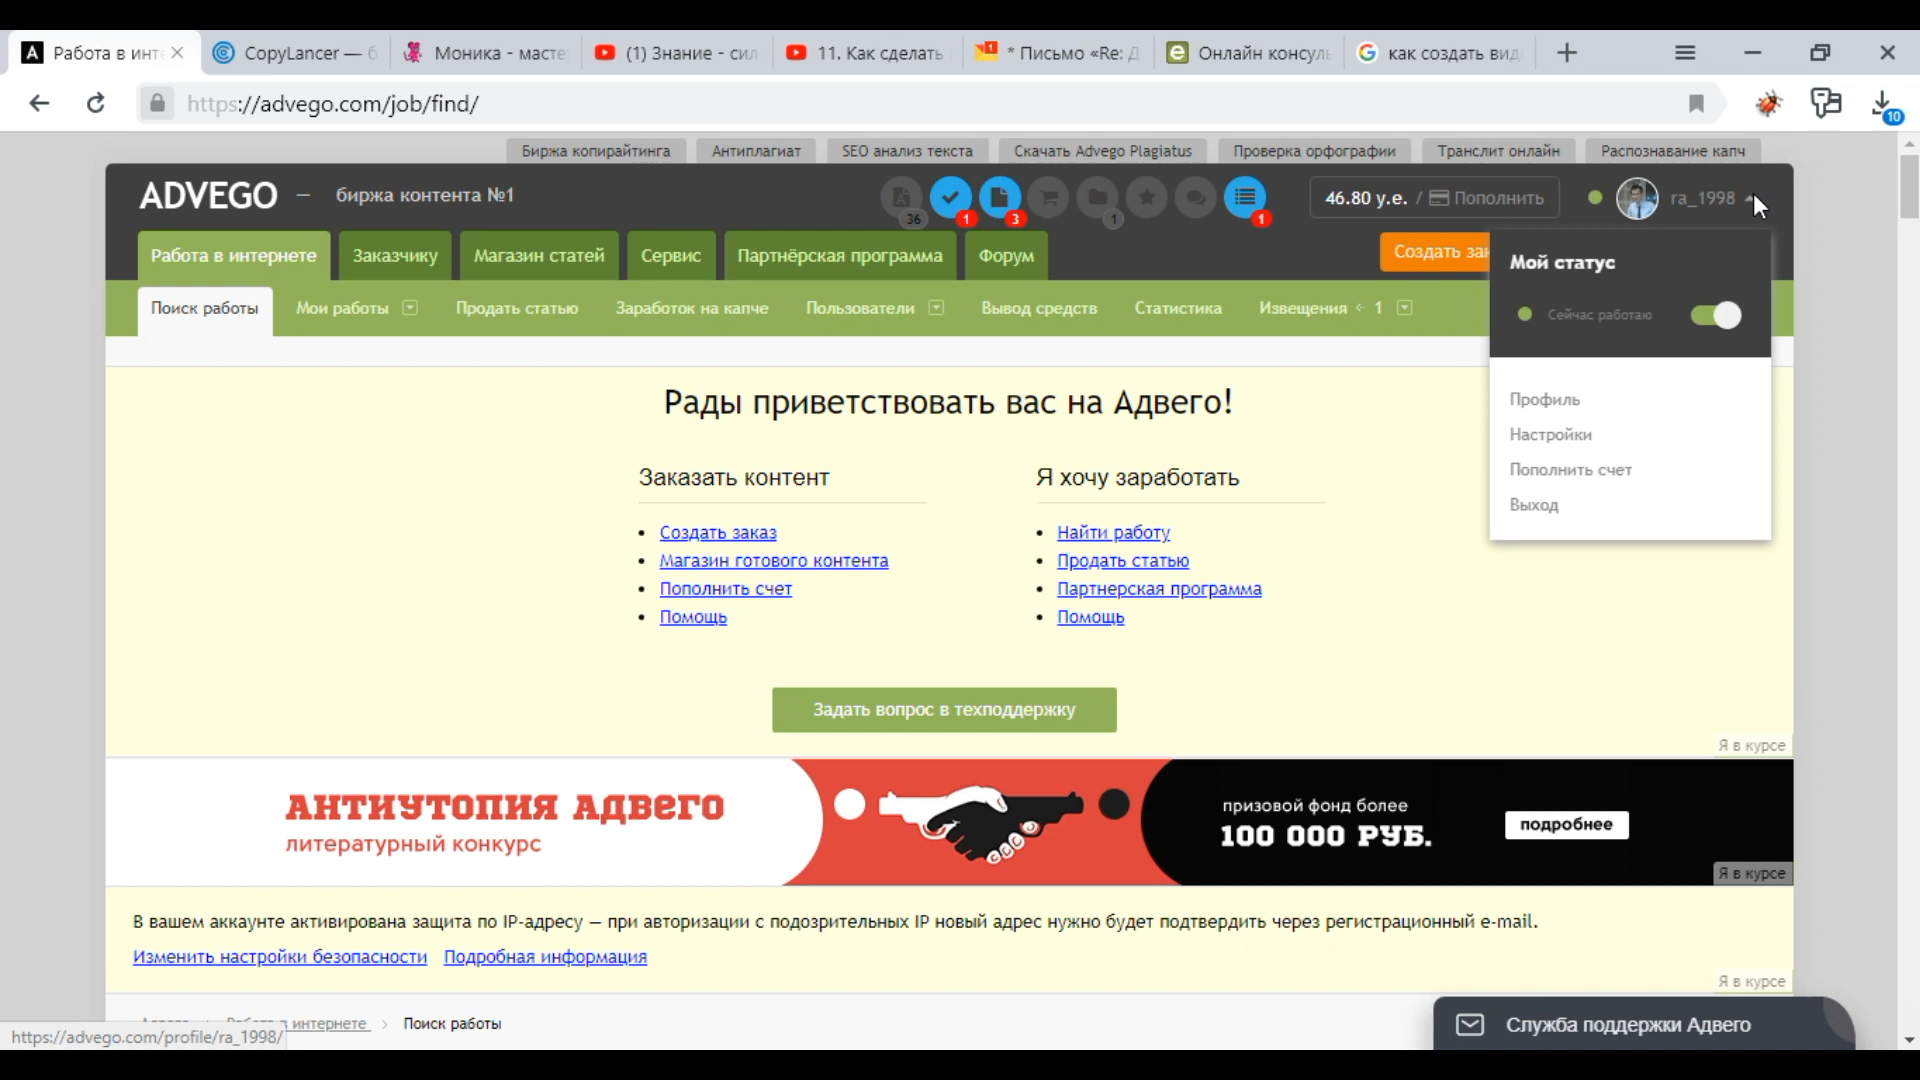 Работа в инте
CopyLancer — б
Моника - масте
(1) Знание - сил
11. Как сделать
* Письмо «Re: Д
Онлайн консуль
как создать вид
https://advego.com/job/find/
10
Биржа копирайтинга
Антиплагиат
SEO анализ текста
Скачать Advego Plagiatus
Проверка орфографии
Транслит онлайн
Распознавание капч
ADVEGO — биржа контента №1
36
1
3
1
1
46.80 у.е. / Пополнить
ra_1998
Работа в интернете
Заказчику
Магазин статей
Сервис
Партнёрская программа
Форум
Создать зак
Мой статус
Сейчас работаю
Поиск работы
Мои работы
Продать статью
Заработок на капче
Пользователи
Вывод средств
Статистика
Извещения ← 1
Профиль
Настройки
Пополнить счет
Выход
Рады приветствовать вас на Адвего!
Заказать контент
Создать заказ
Магазин готового контента
Пополнить счет
Помощь
Я хочу заработать
Найти работу
Продать статью
Партнерская программа
Помощь
Задать вопрос в техподдержку
Я в курсе
АНТИУТОПИЯ АДВЕГО
литературный конкурс
призовой фонд более
100 000 РУБ.
подробнее
Я в курсе
В вашем аккаунте активирована защита по IP-адресу — при авторизации с подозрительных IP новый адрес нужно будет подтвердить через регистрационный e-mail.
Изменить настройки безопасности Подробная информация
Я в курсе
интернете > Поиск работы
https://advego.com/profile/ra_1998/
Служба поддержки Адвего